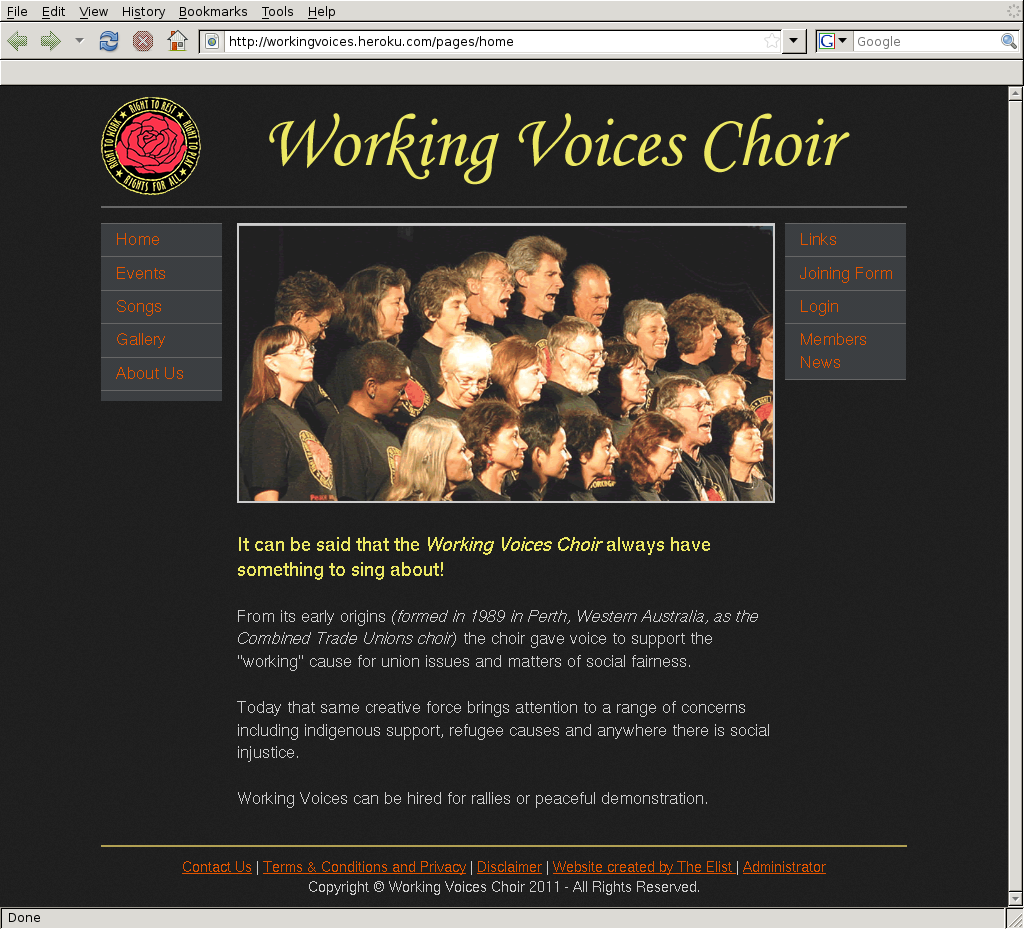 File Edit View History Bookmarks Tools Help
http://workingvoices.heroku.com/pages/home
Google
RIGHT TO WORK ★ RIGHT TO REST ★ RIGHT TO PLAY ★ RIGHTS FOR ALL ★
Working Voices Choir
Home
Events
Songs
Gallery
About Us
Links
Joining Form
Login
Members
News
It can be said that the Working Voices Choir always have
something to sing about!
From its early origins (formed in 1989 in Perth, Western Australia, as the
Combined Trade Unions choir) the choir gave voice to support the
"working" cause for union issues and matters of social fairness.
Today that same creative force brings attention to a range of concerns
including indigenous support, refugee causes and anywhere there is social
injustice.
Working Voices can be hired for rallies or peaceful demonstration.
Contact Us | Terms & Conditions and Privacy | Disclaimer | Website created by The Elist | Administrator
Copyright © Working Voices Choir 2011 - All Rights Reserved.
Done